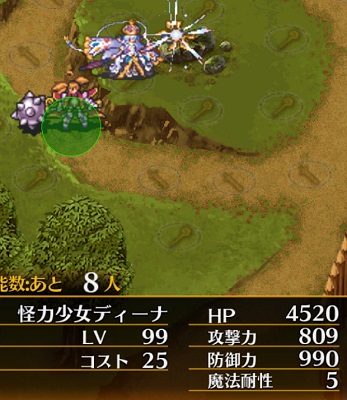 能数:あと 8人
怪力少女ディーナ
LV 99
コスト 25
HP 4520
攻撃力 809
防御力 990
魔法耐性 5